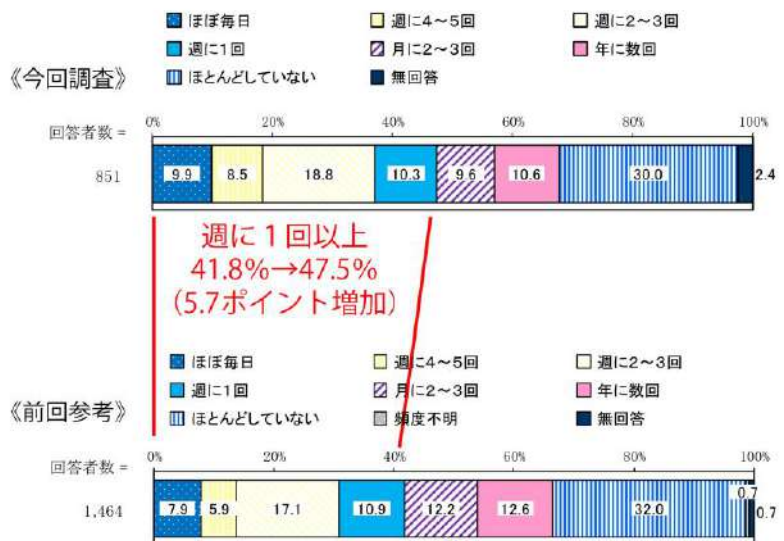 ほぼ毎日 週に4～5回 週に2～3回
週に1回 月に2～3回 年に数回
《今回調査》
ほとんどしていない 無回答
0% 20% 40% 60% 80% 100%
回答者数 =
851 9.9 8.5 18.8 10.3 9.6 10.6 30.0 2.4
週に1回以上
41.8%→47.5%
（5.7ポイント増加）
ほぼ毎日 週に4～5回 週に2～3回
週に1回 月に2～3回 年に数回
《前回参考》
ほとんどしていない 頻度不明 無回答
0% 20% 40% 60% 80% 100%
回答者数 =
1,464 7.9 5.9 17.1 10.9 12.2 12.6 32.0 0.7 0.7